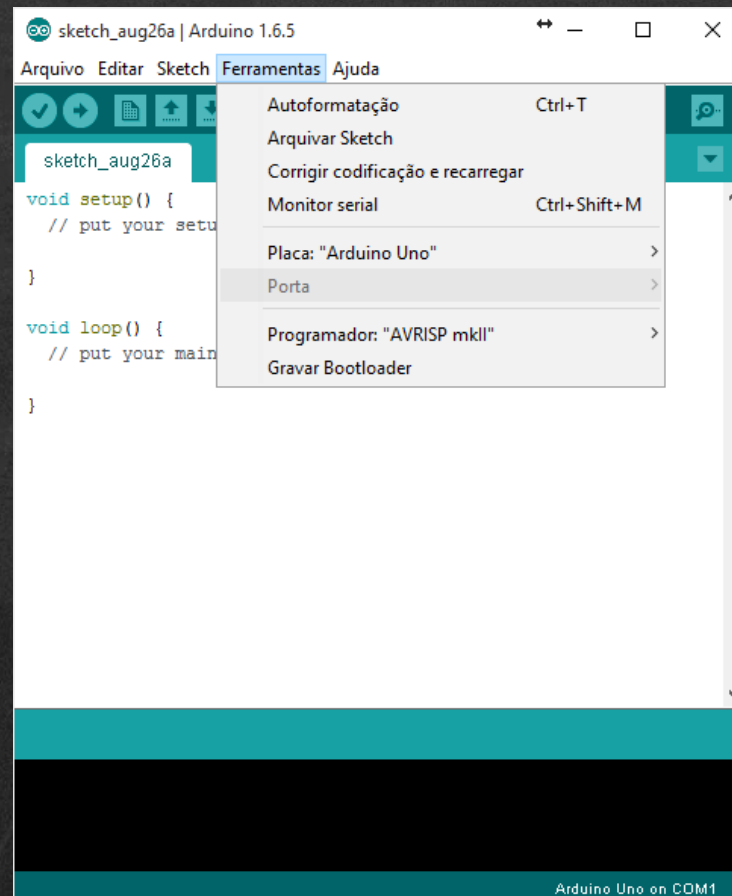 sketch_aug26a | Arduino 1.6.5
Arquivo Editar Sketch Ferramentas Ajuda
Autoformatação Ctrl+T
Arquivar Sketch
Corrigir codificação e recarregar
Monitor serial Ctrl+Shift+M
Placa: "Arduino Uno"
Porta
Programador: "AVRISP mkII"
Gravar Bootloader
sketch_aug26a
void setup() {
// put your setu
}
void loop() {
// put your main
}
Arduino Uno on COM1